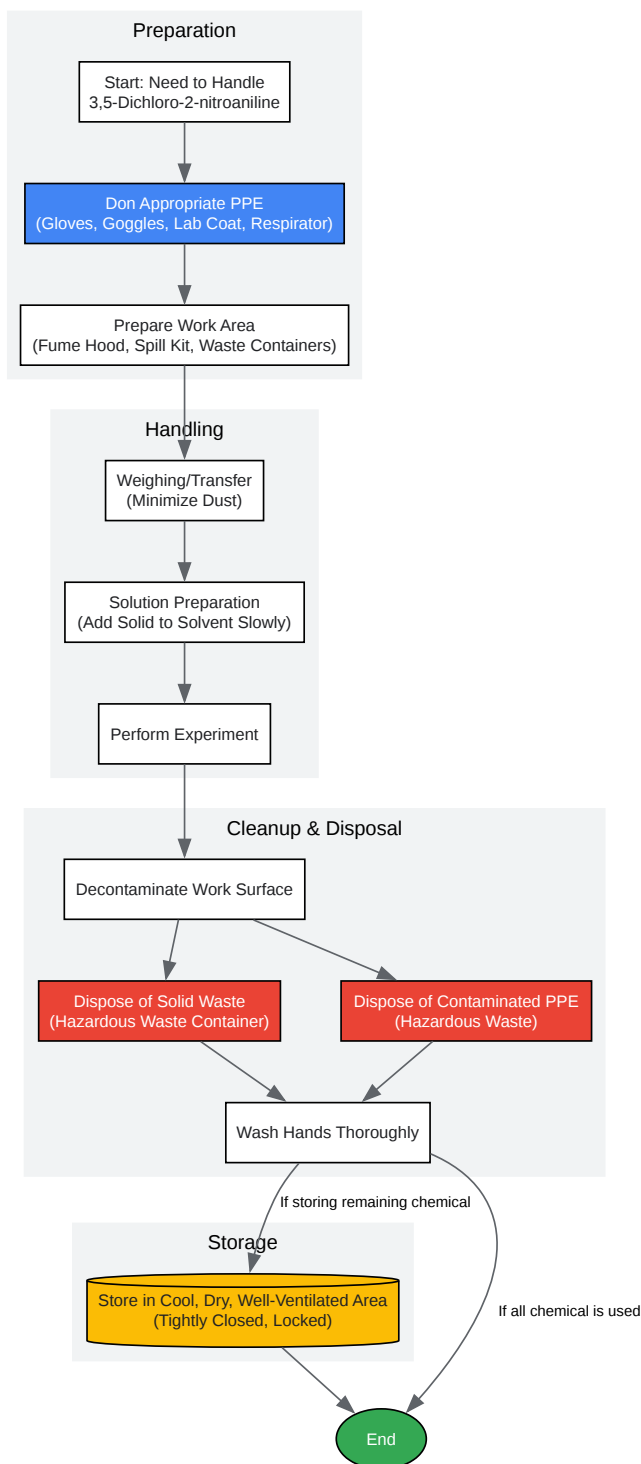 Preparation
Start: Need to Handle
3,5-Dichloro-2-nitroaniline
Don Appropriate PPE
(Gloves, Goggles, Lab Coat, Respirator)
Prepare Work Area
(Fume Hood, Spill Kit, Waste Containers)
Handling
Weighing/Transfer
(Minimize Dust)
Solution Preparation
(Add Solid to Solvent Slowly)
Perform Experiment
Cleanup & Disposal
Decontaminate Work Surface
Dispose of Solid Waste
(Hazardous Waste Container)
Dispose of Contaminated PPE
(Hazardous Waste)
Wash Hands Thoroughly
If storing remaining chemical
Storage
Store in Cool, Dry, Well-Ventilated Area
(Tightly Closed, Locked)
If all chemical is used
End